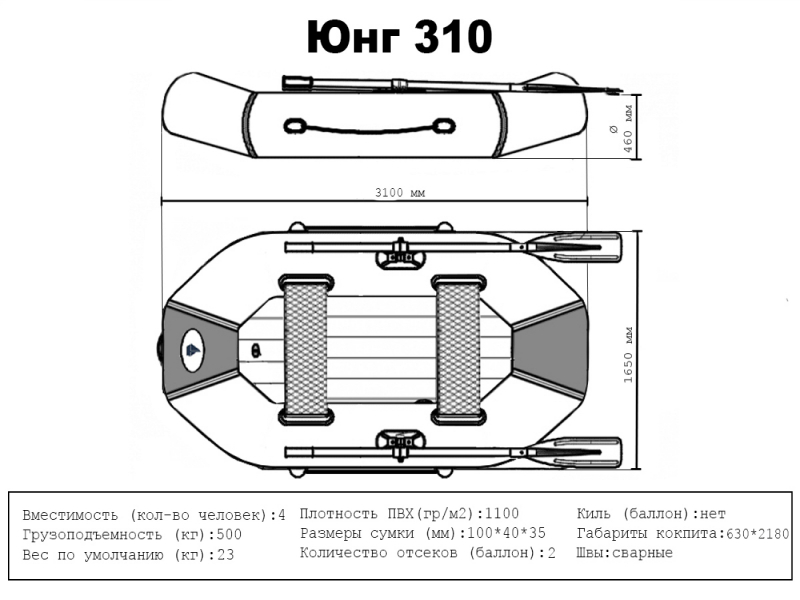 Юнг 310
Ø 460 мм
3100 мм
1650 мм
Вместимость (кол-во человек):4
Грузоподъемность (кг):500
Вес по умолчанию (кг):23
Плотность ПВХ(гр/м2):1100
Размеры сумки (мм):100*40*35
Количество отсеков (баллон):2
Киль (баллон):нет
Габариты кокпита:630*2180
Швы:сварные